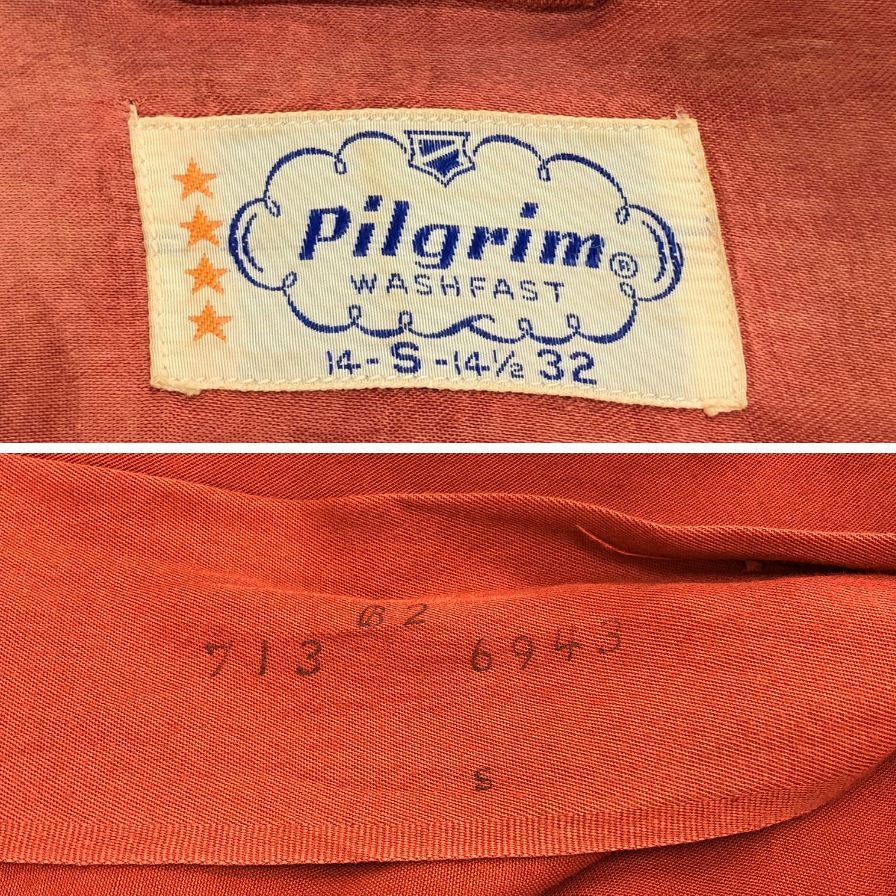 Pilgrim®
WASHFAST
14-S-14½ 32
62
713 6943
S